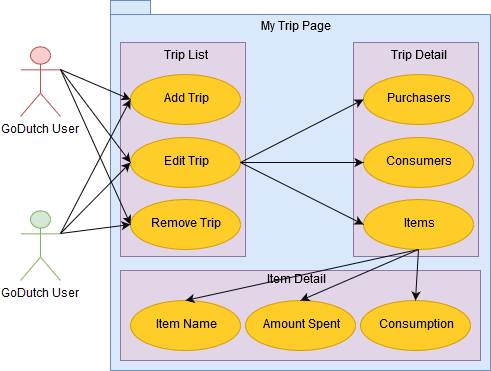 My Trip Page
Trip List
Trip Detail
Add Trip
Purchasers
GoDutch User
Edit Trip
Consumers
Remove Trip
Items
GoDutch User
Item Detail
Item Name
Amount Spent
Consumption